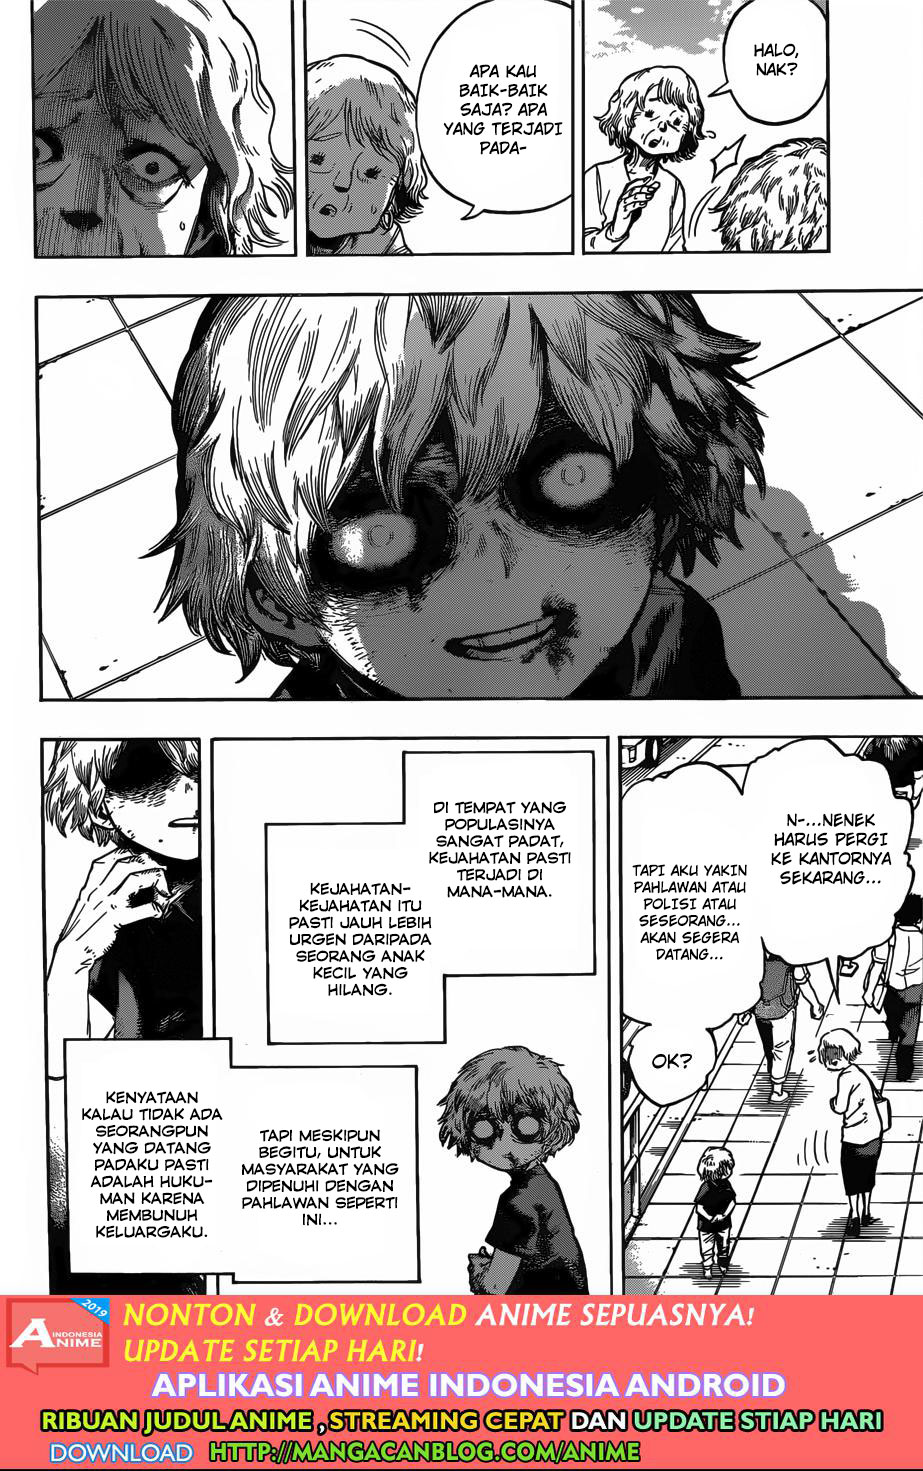 HALO,
NAK?
APA KAU
BAIK-BAIK
SAJA? APA
YANG TERJADI
PADA-
N-...NENEK
HARUS PERGI
KE KANTORNYA
SEKARANG...
TAPI AKU YAKIN
PAHLAWAN ATAU
POLISI ATAU
SESEORANG...
AKAN SEGERA
DATANG...
OK?
DI TEMPAT YANG
POPULASINYA
SANGAT PADAT,
KEJAHATAN PASTI
TERJADI DI
MANA-MANA.
KEJAHATAN-
KEJAHATAN ITU
PASTI JAUH LEBIH
URGEN DARIPADA
SEORANG ANAK
KECIL YANG
HILANG.
TAPI MESKIPUN
BEGITU, UNTUK
MASYARAKAT YANG
DIPENUHI DENGAN
PAHLAWAN SEPERTI
INI...
KENYATAAN
KALAU TIDAK ADA
SEORANGPUN
YANG DATANG
PADAKU PASTI
ADALAH HUKU-
MAN KARENA
MEMBUNUH
KELUARGAKU.
2019
INDONESIA
ANIME
NONTON & DOWNLOAD ANIME SEPUASNYA!
UPDATE SETIAP HARI!
APLIKASI ANIME INDONESIA ANDROID
RIBUAN JUDUL ANIME , STREAMING CEPAT DAN UPDATE STIAP HARI
DOWNLOAD HTTP://MANGACANBLOG.COM/ANIME